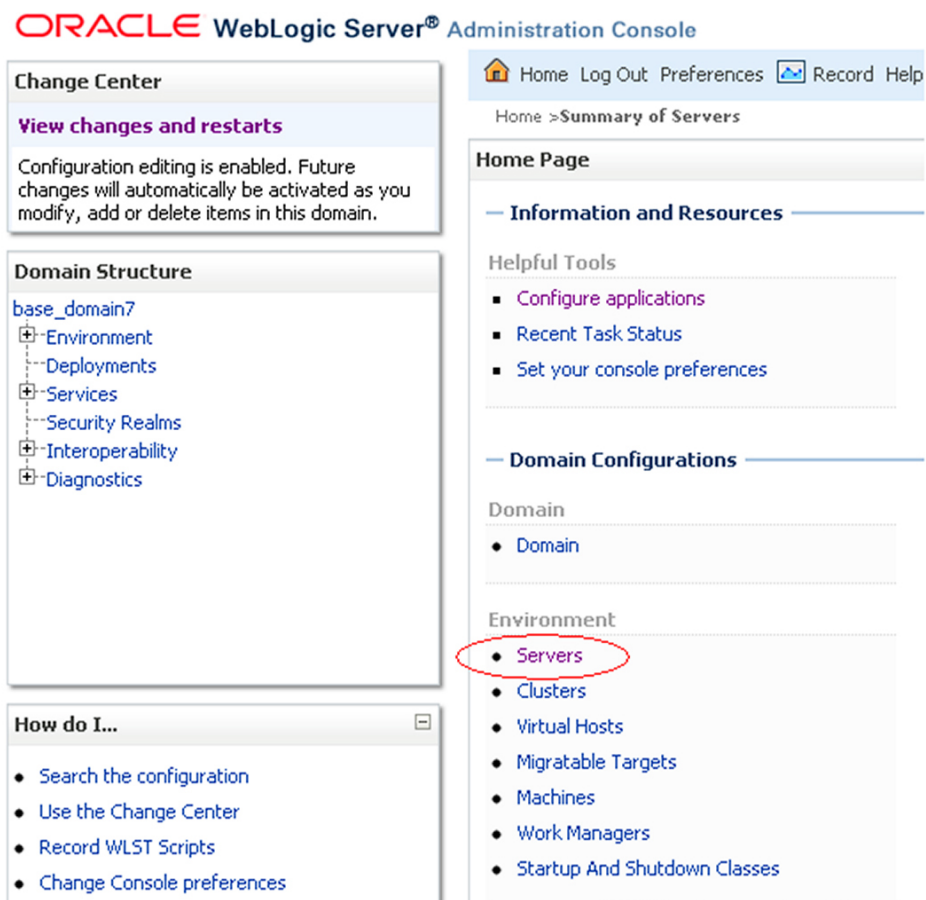 ORACLE WebLogic Server® Administration Console
Change Center
View changes and restarts
Configuration editing is enabled. Future
changes will automatically be activated as you
modify, add or delete items in this domain.
Domain Structure
base_domain7
Environment
Deployments
Services
Security Realms
Interoperability
Diagnostics
How do I...
Search the configuration
Use the Change Center
Record WLST Scripts
Change Console preferences
Home Log Out Preferences Record Help
Home >Summary of Servers
Home Page
Information and Resources
Helpful Tools
Configure applications
Recent Task Status
Set your console preferences
Domain Configurations
Domain
Domain
Environment
Servers
Clusters
Virtual Hosts
Migratable Targets
Machines
Work Managers
Startup And Shutdown Classes